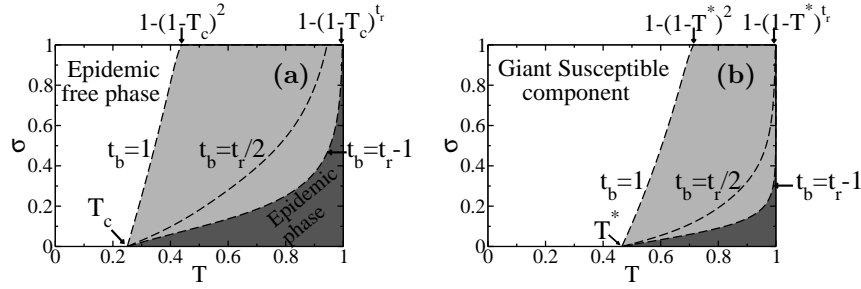 1-(1-T_c)^2
1-(1-T_c)^{t_r}
1
0.8
0.6
0.4
0.2
0
σ
Epidemic
free phase
(a)
t_b=1
t_b=t_r/2
t_b=t_r-1
T_c
Epidemic
phase
0 0.2 0.4 0.6 0.8 1
T
1-(1-T^*)^2
1-(1-T^*)^{t_r}
1
0.8
0.6
0.4
0.2
0
σ
Giant Susceptible
component
(b)
t_b=1
t_b=t_r/2
t_b=t_r-1
T^*
0 0.2 0.4 0.6 0.8 1
T